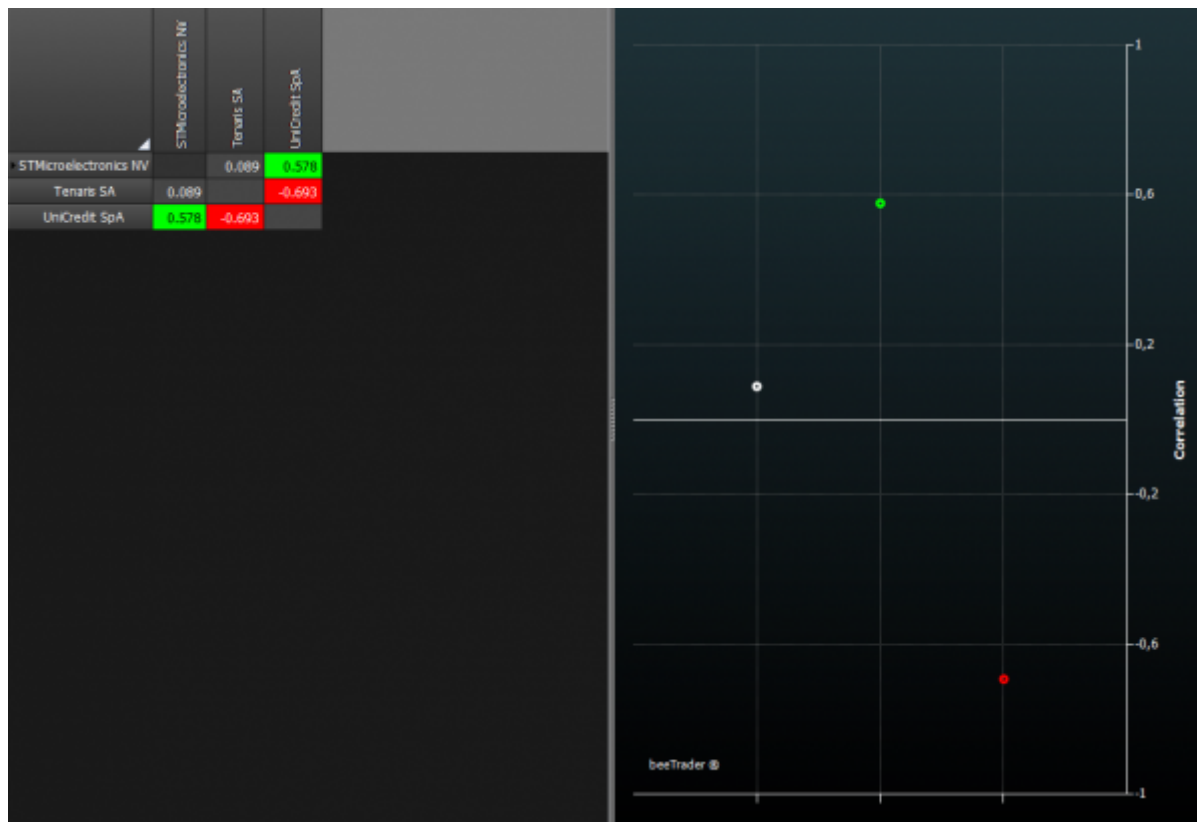 STMicroelectronics NV
Tenaris SA
UniCredit SpA
STMicroelectronics NV 0.089 0.578
Tenaris SA 0.089 -0.693
UniCredit SpA 0.578 -0.693
1
0,6
0,2
Correlation
-0,2
-0,6
beeTrader ®
-1